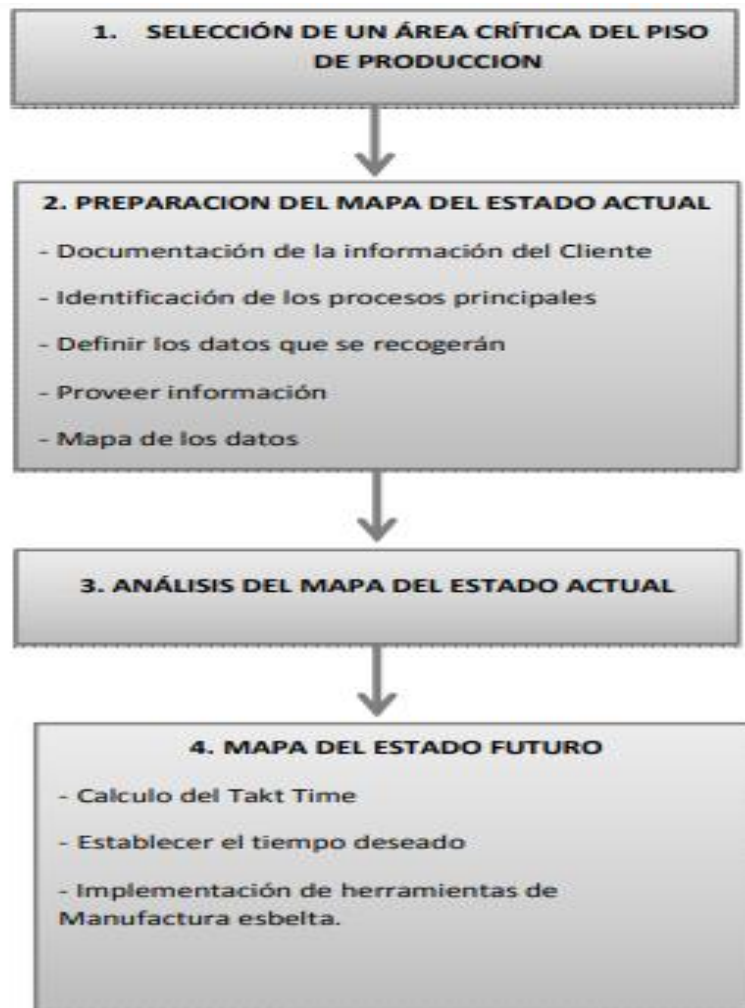 1. SELECCIÓN DE UN ÁREA CRÍTICA DEL PISO
DE PRODUCCION
2. PREPARACION DEL MAPA DEL ESTADO ACTUAL
- Documentación de la información del Cliente
- Identificación de los procesos principales
- Definir los datos que se recogerán
- Proveer información
- Mapa de los datos
3. ANÁLISIS DEL MAPA DEL ESTADO ACTUAL
4. MAPA DEL ESTADO FUTURO
- Calculo del Takt Time
- Establecer el tiempo deseado
- Implementación de herramientas de
Manufactura esbelta.